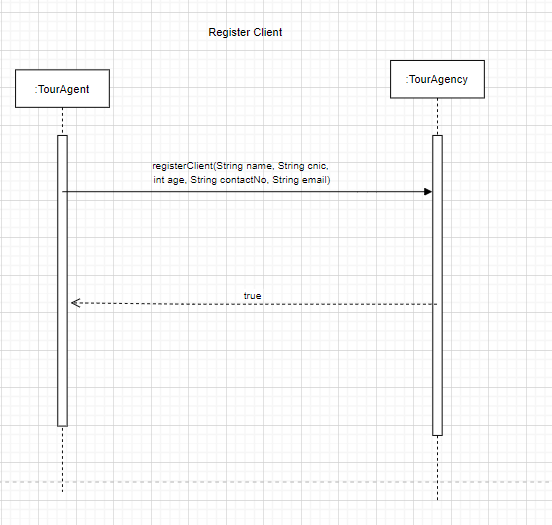 Register Client
:TourAgent
:TourAgency
registerClient(String name, String cnic,
int age, String contactNo, String email)
true